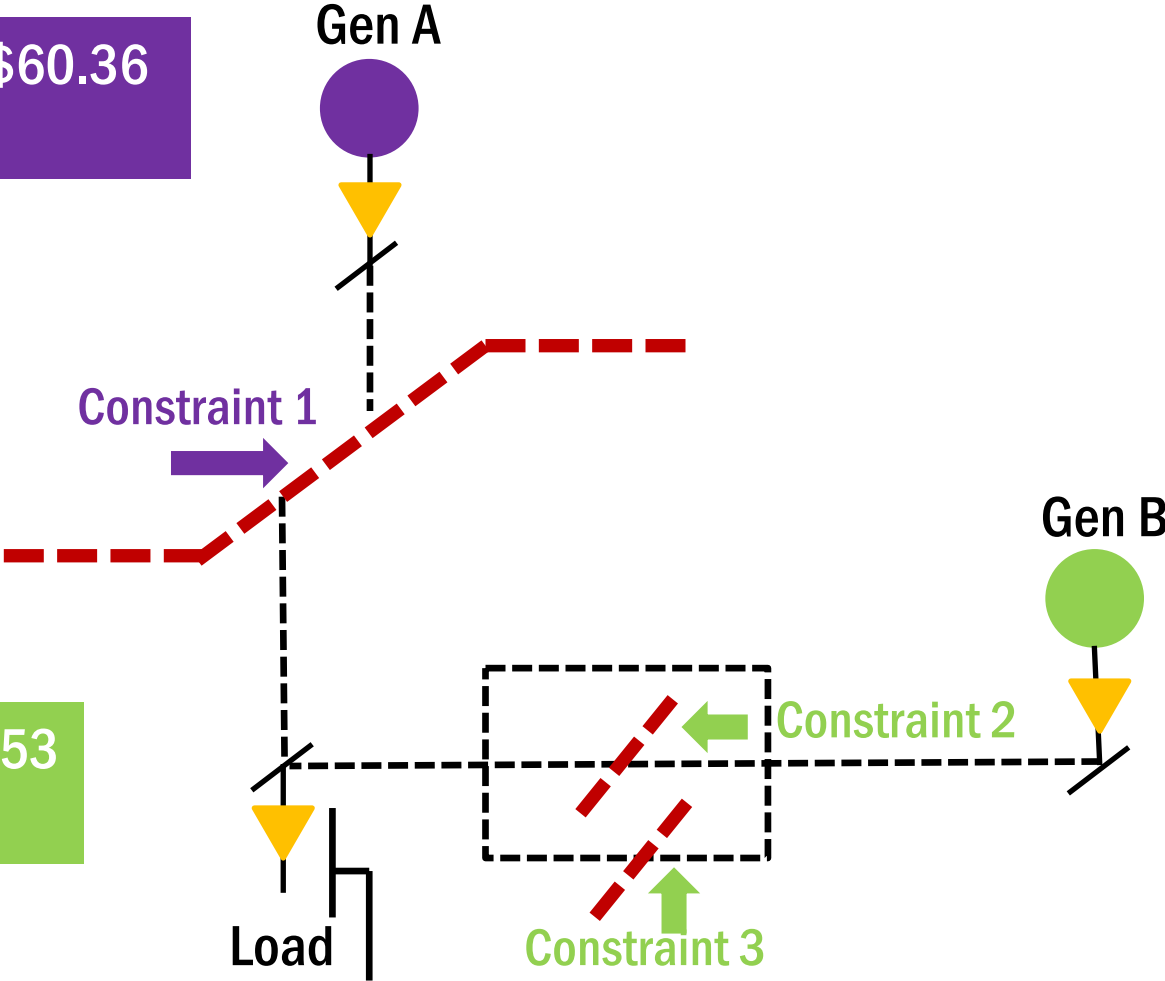 Gen A
$60.36
Constraint 1
Gen B
Constraint 2
53
Load
Constraint 3